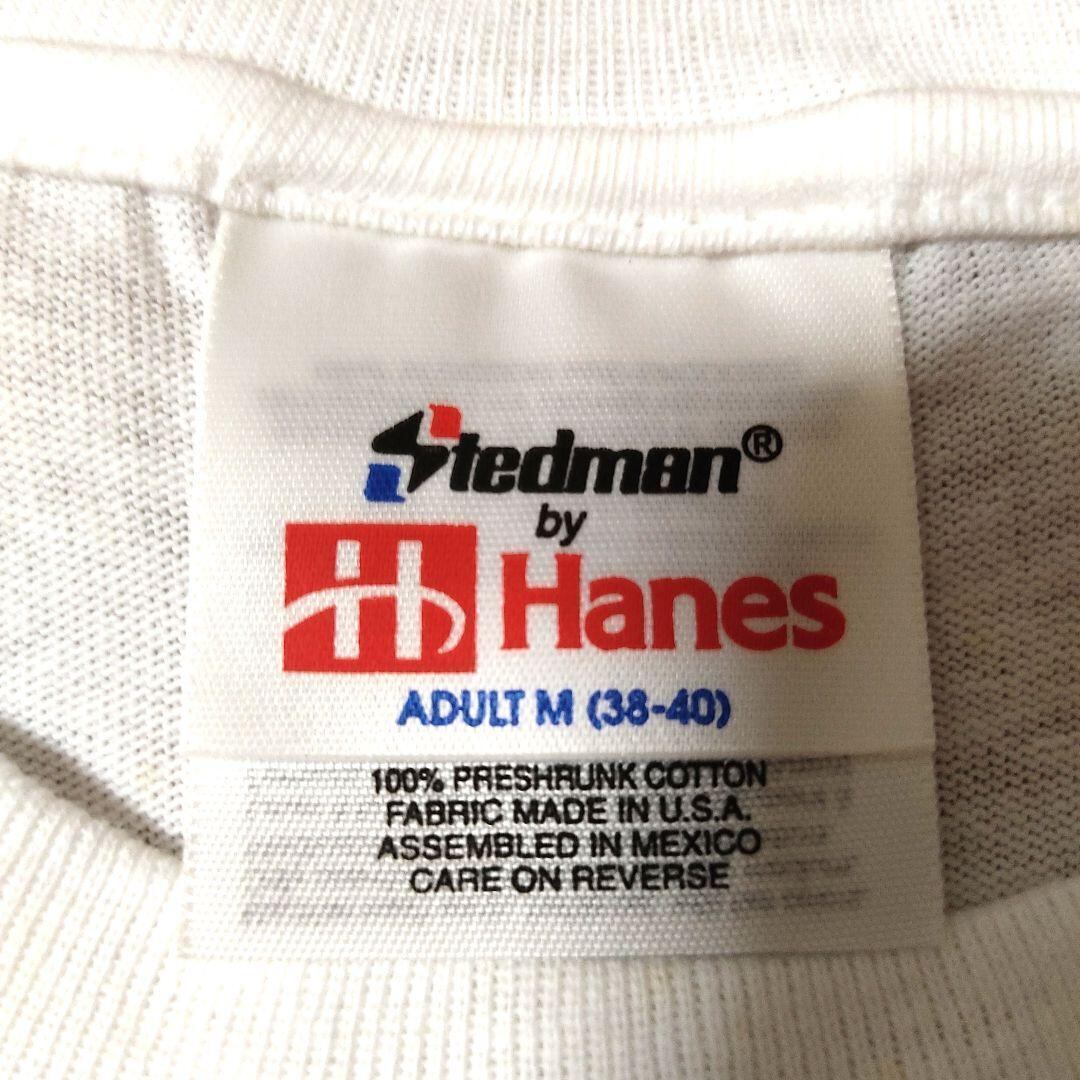 Stedman®
by
H Hanes
ADULT M (38-40)
100% PRESHRUNK COTTON
FABRIC MADE IN U.S.A.
ASSEMBLED IN MEXICO
CARE ON REVERSE